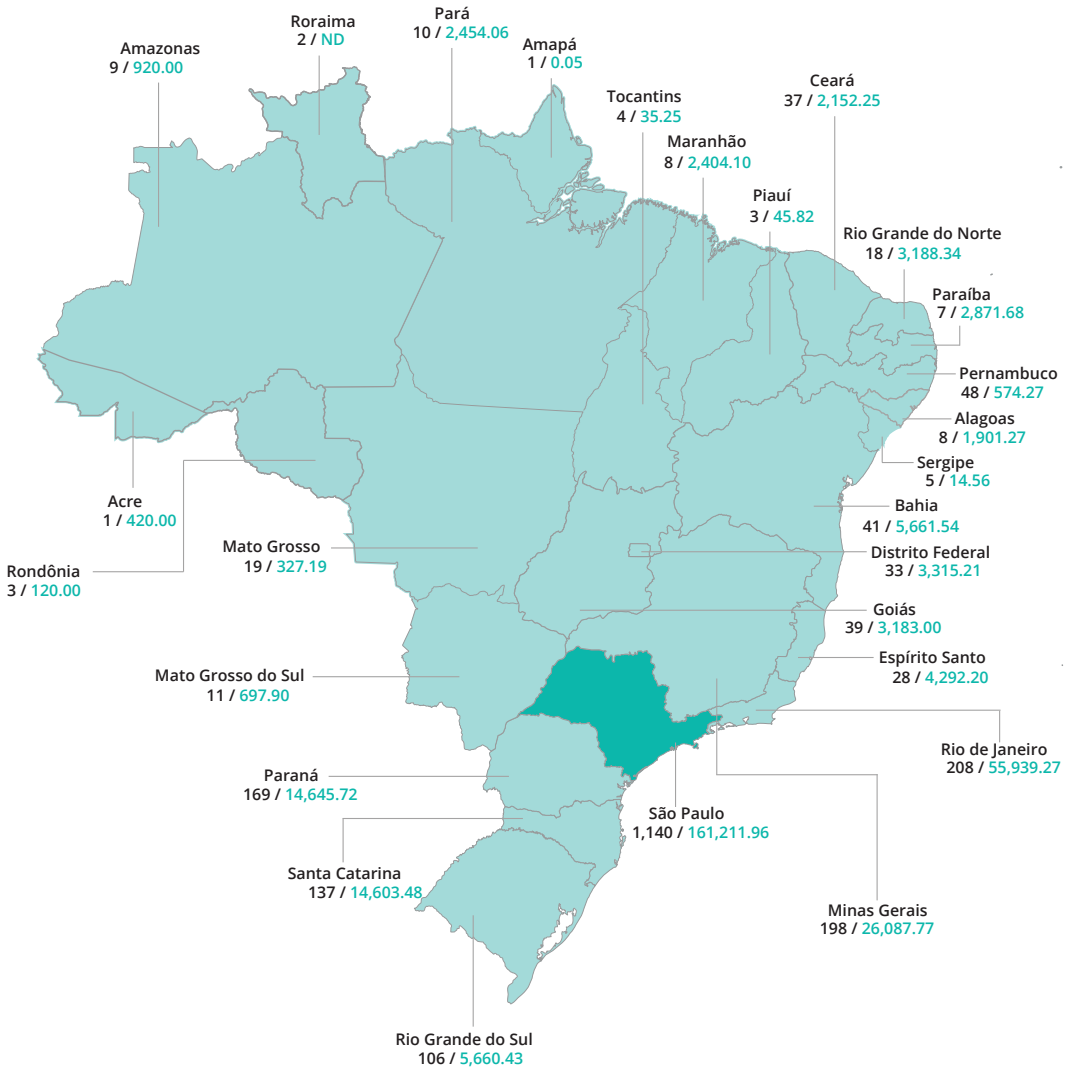 Roraima
2 / ND
Pará
10 / 2,454.06
Amazonas
9 / 920.00
Amapá
1 / 0.05
Ceará
37 / 2,152.25
Tocantins
4 / 35.25
Maranhão
8 / 2,404.10
Piauí
3 / 45.82
Rio Grande do Norte
18 / 3,188.34
Paraíba
7 / 2,871.68
Pernambuco
48 / 574.27
Alagoas
8 / 1,901.27
Sergipe
5 / 14.56
Acre
1 / 420.00
Bahia
41 / 5,661.54
Mato Grosso
19 / 327.19
Distrito Federal
33 / 3,315.21
Rondônia
3 / 120.00
Goiás
39 / 3,183.00
Espírito Santo
28 / 4,292.20
Mato Grosso do Sul
11 / 697.90
Rio de Janeiro
208 / 55,939.27
Paraná
169 / 14,645.72
São Paulo
1,140 / 161,211.96
Santa Catarina
137 / 14,603.48
Minas Gerais
198 / 26,087.77
Rio Grande do Sul
106 / 5,660.43